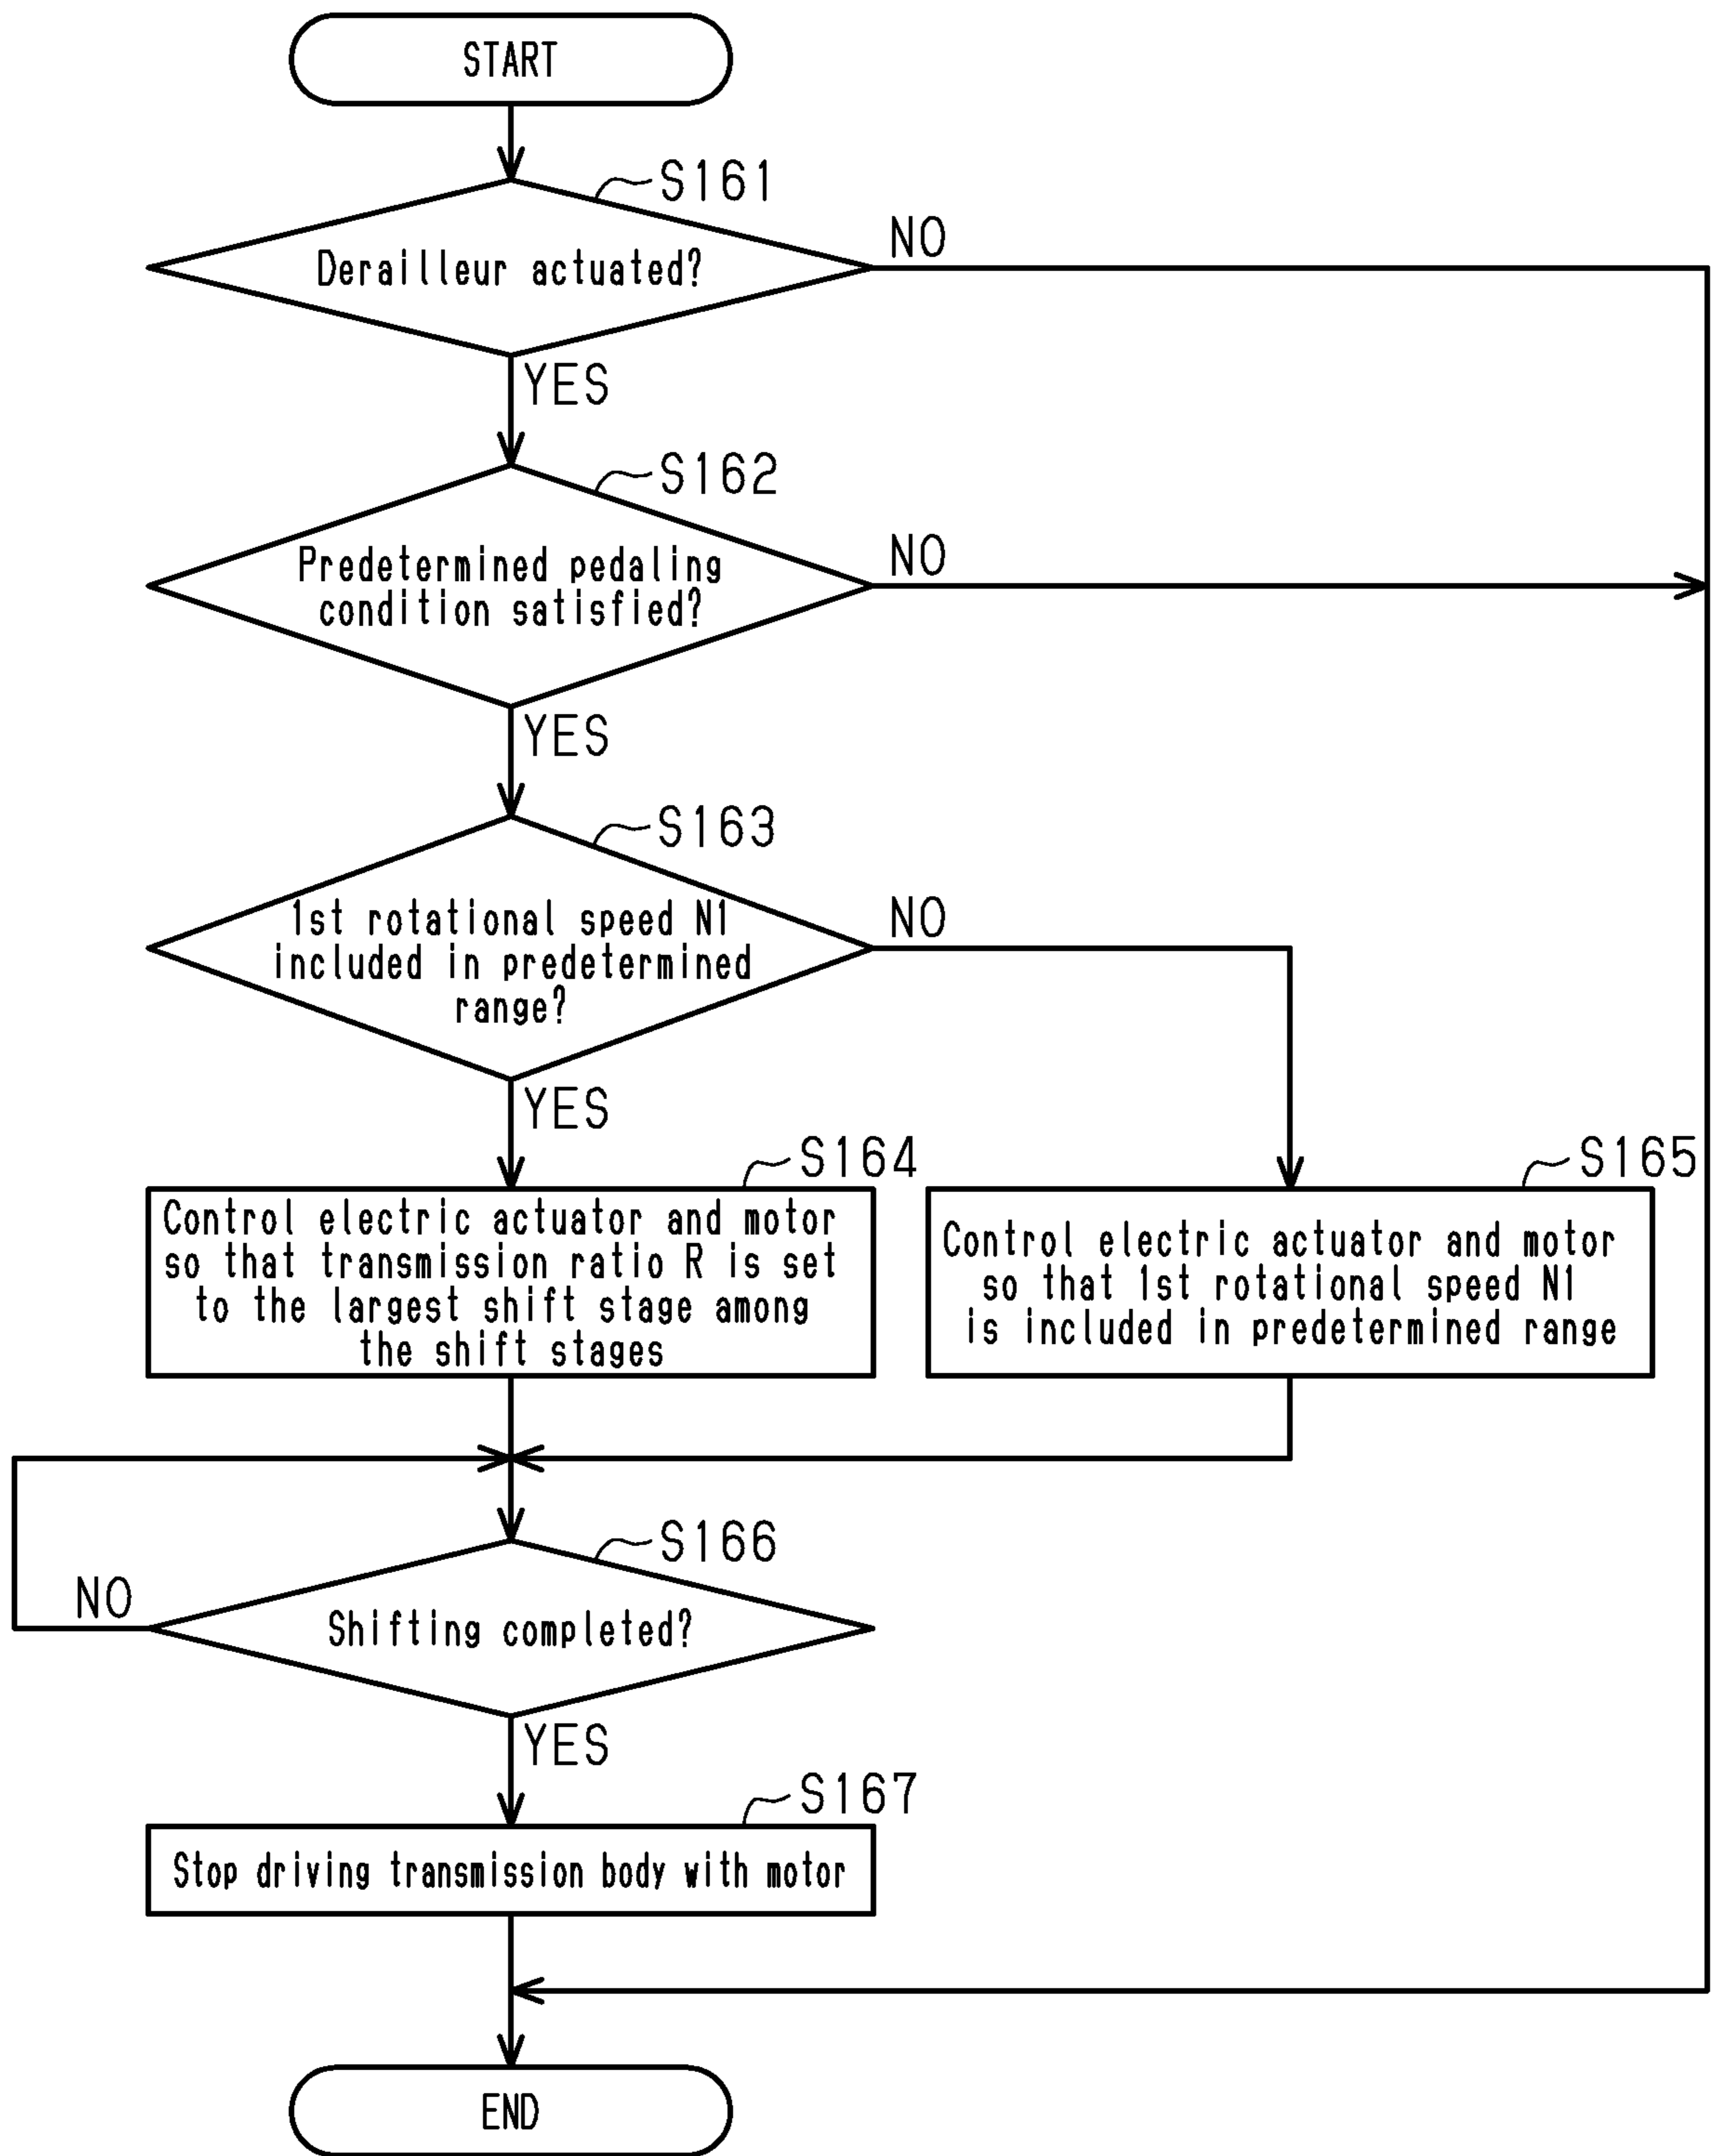 START
S161
Derailleur actuated?
NO
YES
S162
Predetermined pedaling
condition satisfied?
NO
YES
S163
1st rotational speed N1
included in predetermined
range?
NO
YES
S164
Control electric actuator and motor
so that transmission ratio R is set
to the largest shift stage among
the shift stages
S165
Control electric actuator and motor
so that 1st rotational speed N1
is included in predetermined range
S166
Shifting completed?
NO
YES
S167
Stop driving transmission body with motor
END